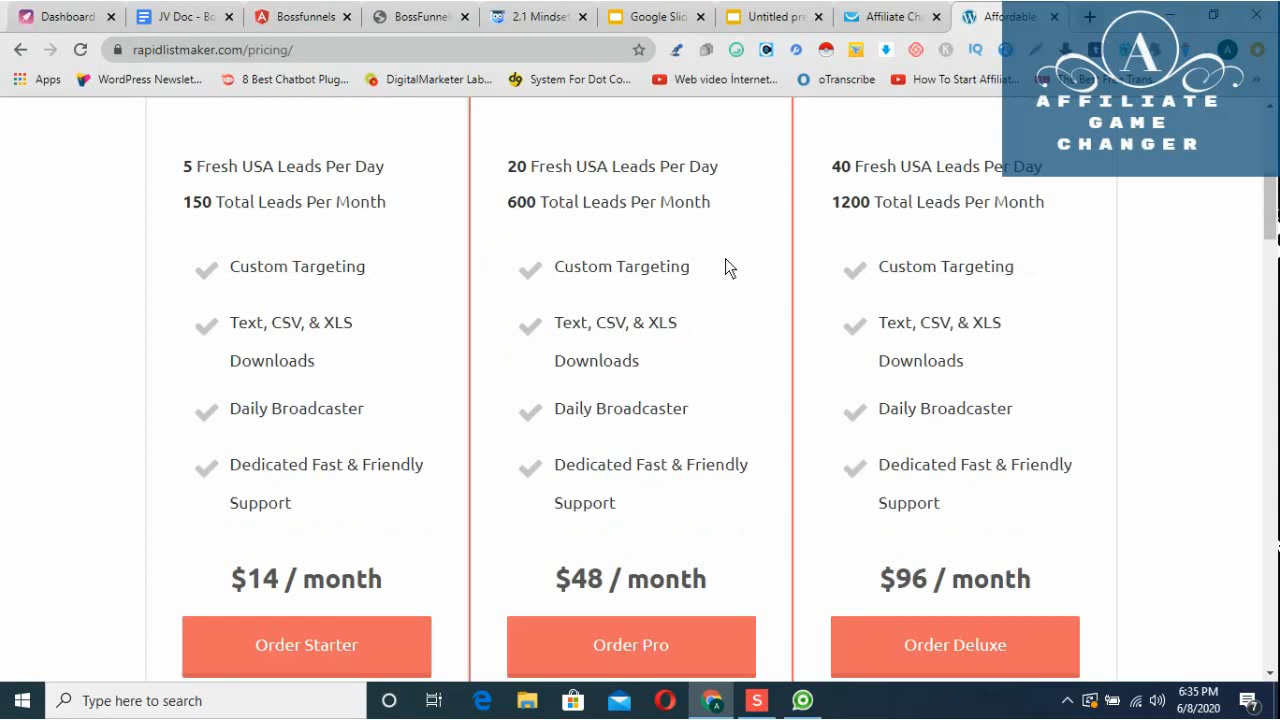 Dashboard
JV Doc - Bo
Bossfunnels
BossFunnel
2.1 Mindset
Google Slid
Untitled pre
Affiliate Ch
Affordable
rapidlistmaker.com/pricing/
Apps
WordPress Newslet...
8 Best Chatbot Plug...
DigitalMarketer Lab...
System For Dot Co...
Web video İnternet...
oTranscribe
How To Start Affiliat...
The Best Free Trans...
A
AFFILIATE
GAME
CHANGER
5 Fresh USA Leads Per Day
150 Total Leads Per Month
Custom Targeting
Text, CSV, & XLS
Downloads
Daily Broadcaster
Dedicated Fast & Friendly
Support
$14 / month
Order Starter
20 Fresh USA Leads Per Day
600 Total Leads Per Month
Custom Targeting
Text, CSV, & XLS
Downloads
Daily Broadcaster
Dedicated Fast & Friendly
Support
$48 / month
Order Pro
40 Fresh USA Leads Per Day
1200 Total Leads Per Month
Custom Targeting
Text, CSV, & XLS
Downloads
Daily Broadcaster
Dedicated Fast & Friendly
Support
$96 / month
Order Deluxe
Type here to search
6:35 PM
6/8/2020
7